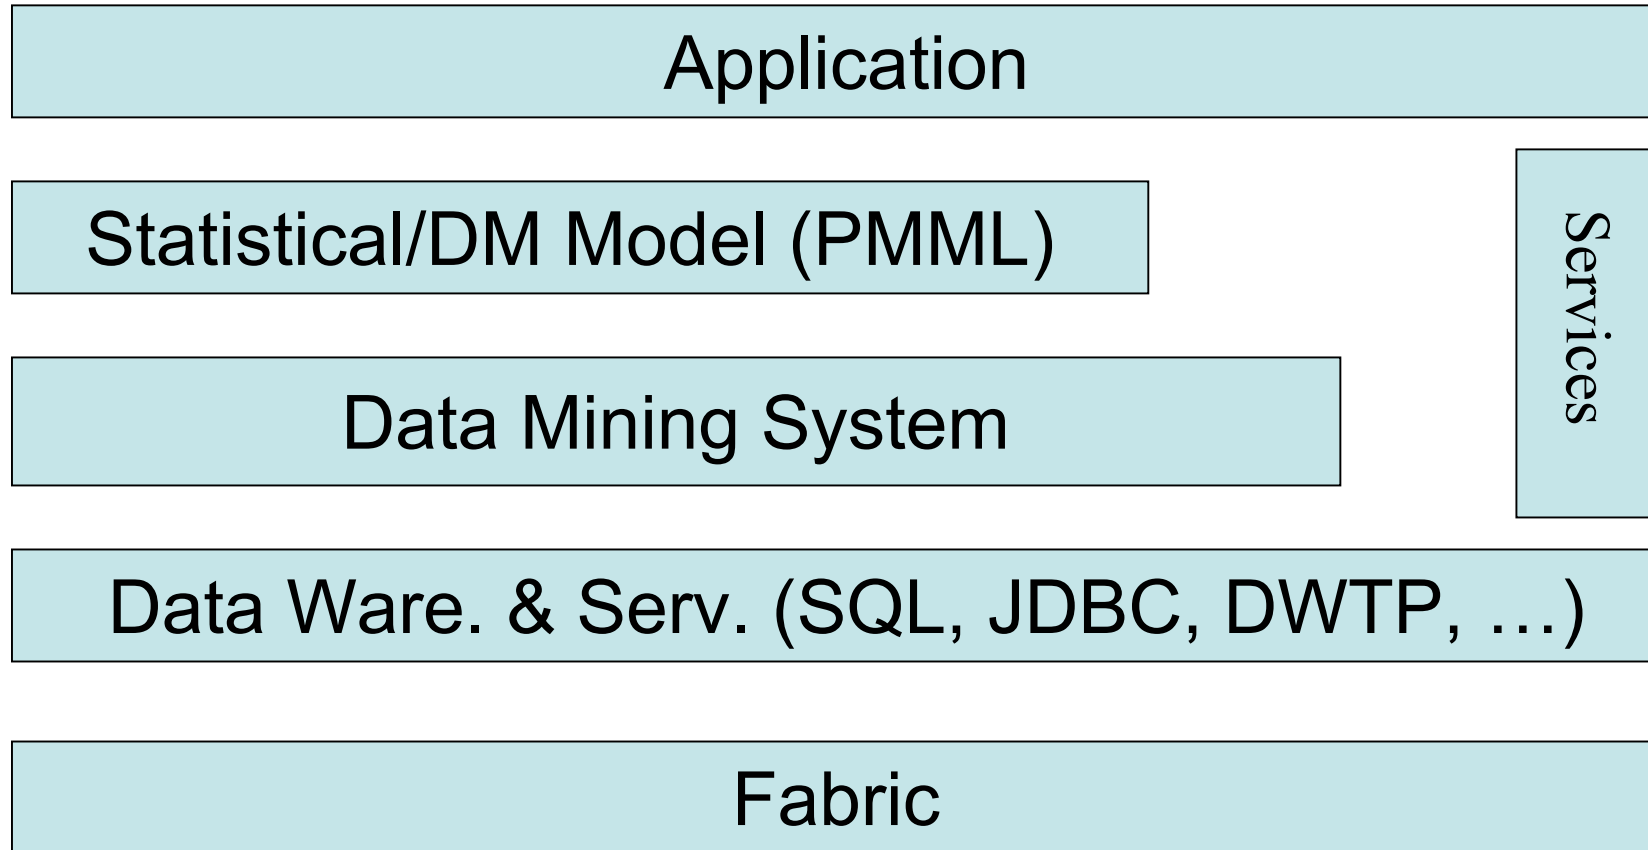 Application
Statistical/DM Model (PMML)
Services
Data Mining System
Data Ware. & Serv. (SQL, JDBC, DWTP, …)
Fabric